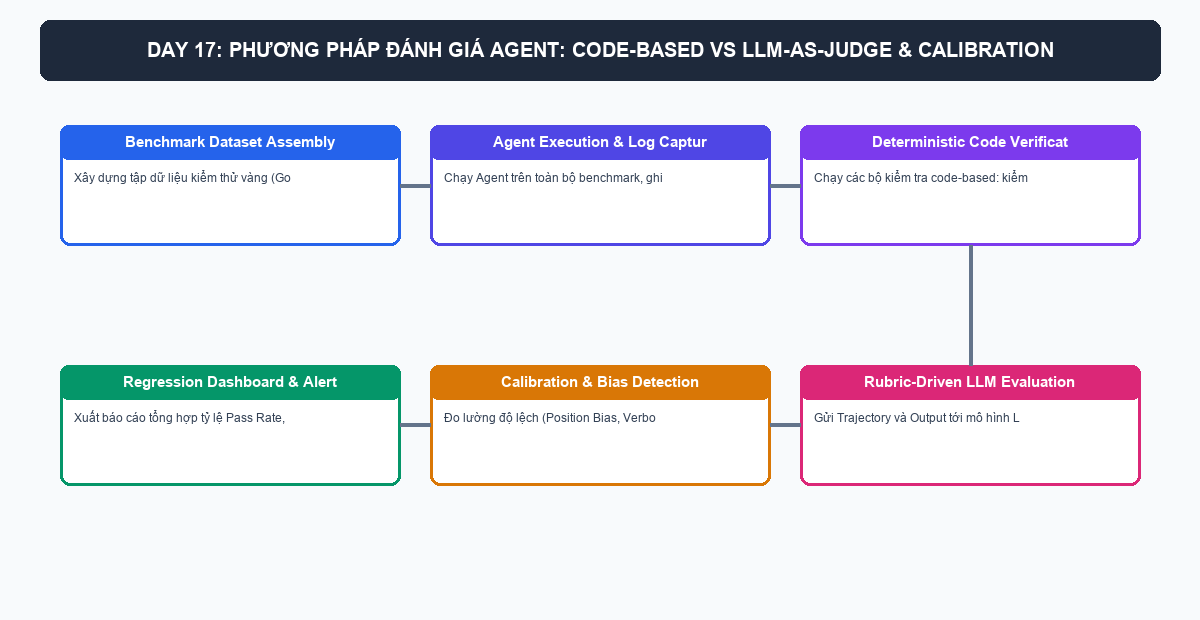 DAY 17: PHƯƠNG PHÁP ĐÁNH GIÁ AGENT: CODE-BASED VS LLM-AS-JUDGE & CALIBRATION
Benchmark Dataset Assembly
Xây dựng tập dữ liệu kiểm thử vàng (Go
Agent Execution & Log Captur
Chạy Agent trên toàn bộ benchmark, ghi
Deterministic Code Verificat
Chạy các bộ kiểm tra code-based: kiểm
Regression Dashboard & Alert
Xuất báo cáo tổng hợp tỷ lệ Pass Rate,
Calibration & Bias Detection
Đo lường độ lệch (Position Bias, Verbo
Rubric-Driven LLM Evaluation
Gửi Trajectory và Output tới mô hình L